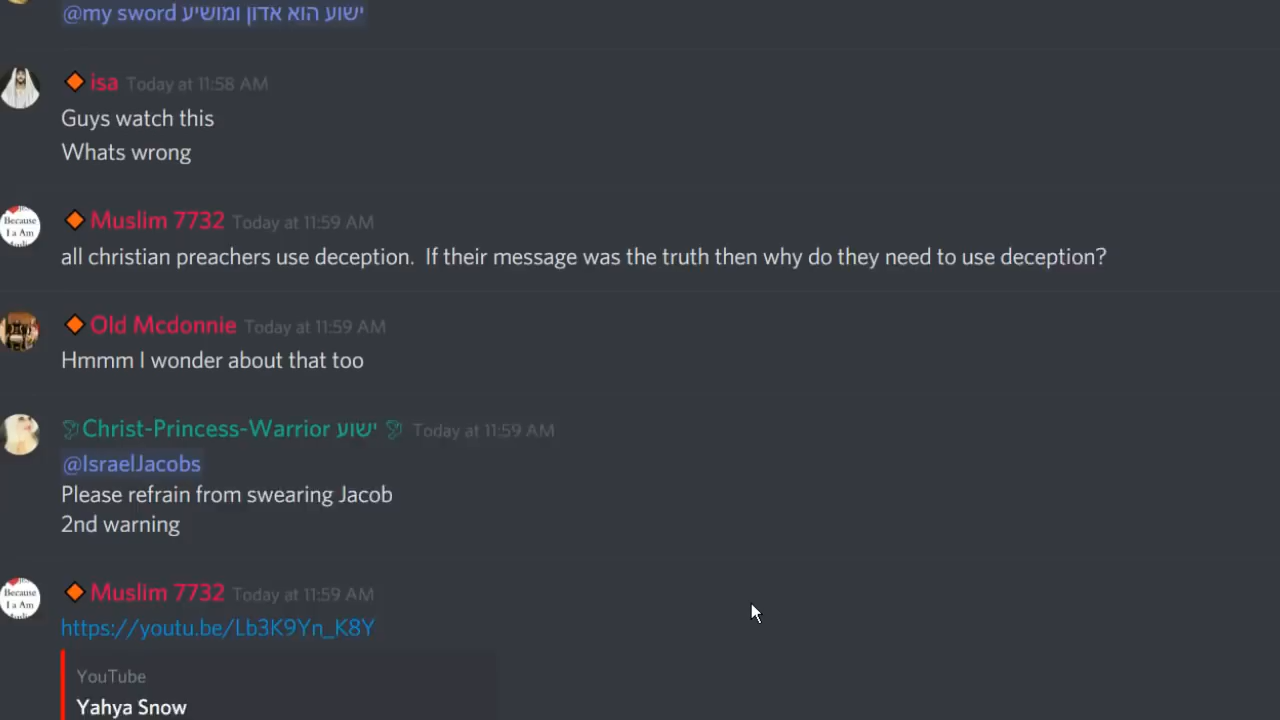 @my sword ישוע הוא אדון ומושיע
isa Today at 11:58 AM
Guys watch this
Whats wrong
Muslim 7732 Today at 11:59 AM
Because
I a Am
all christian preachers use deception.  If their message was the truth then why do they need to use deception?
Old Mcdonnie Today at 11:59 AM
Hmmm I wonder about that too
Christ-Princess-Warrior ישוע Today at 11:59 AM
@IsraelJacobs
Please refrain from swearing Jacob
2nd warning
Muslim 7732 Today at 11:59 AM
Because
I a Am
https://youtu.be/Lb3K9Yn_K8Y
YouTube
Yahya Snow